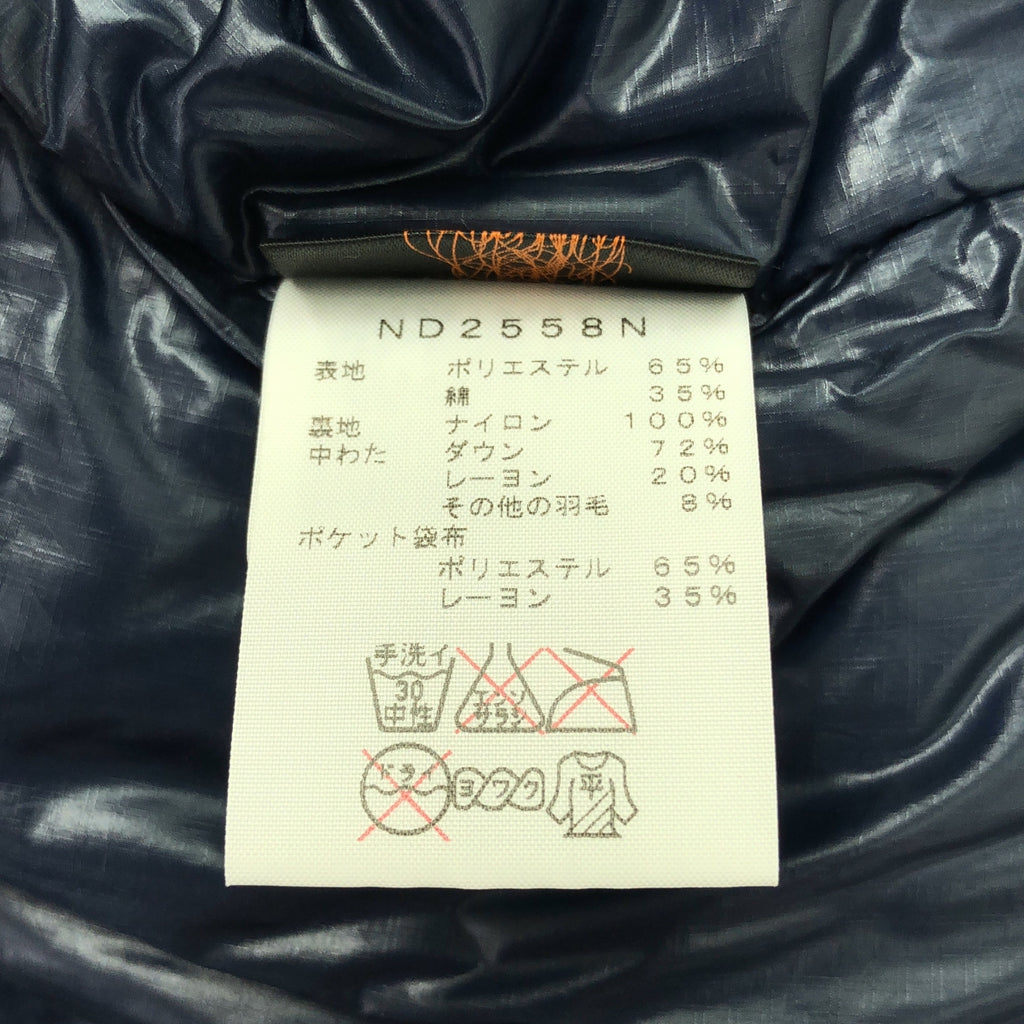 ND2558N
表地 ポリエステル 65%
綿 35%
裏地 ナイロン 100%
中わた ダウン 72%
レーヨン 20%
その他の羽毛 8%
ポケット袋布
ポリエステル 65%
レーヨン 35%
手洗イ
30
中性
エンソ
サラシ
ドライ
ヨワク
平